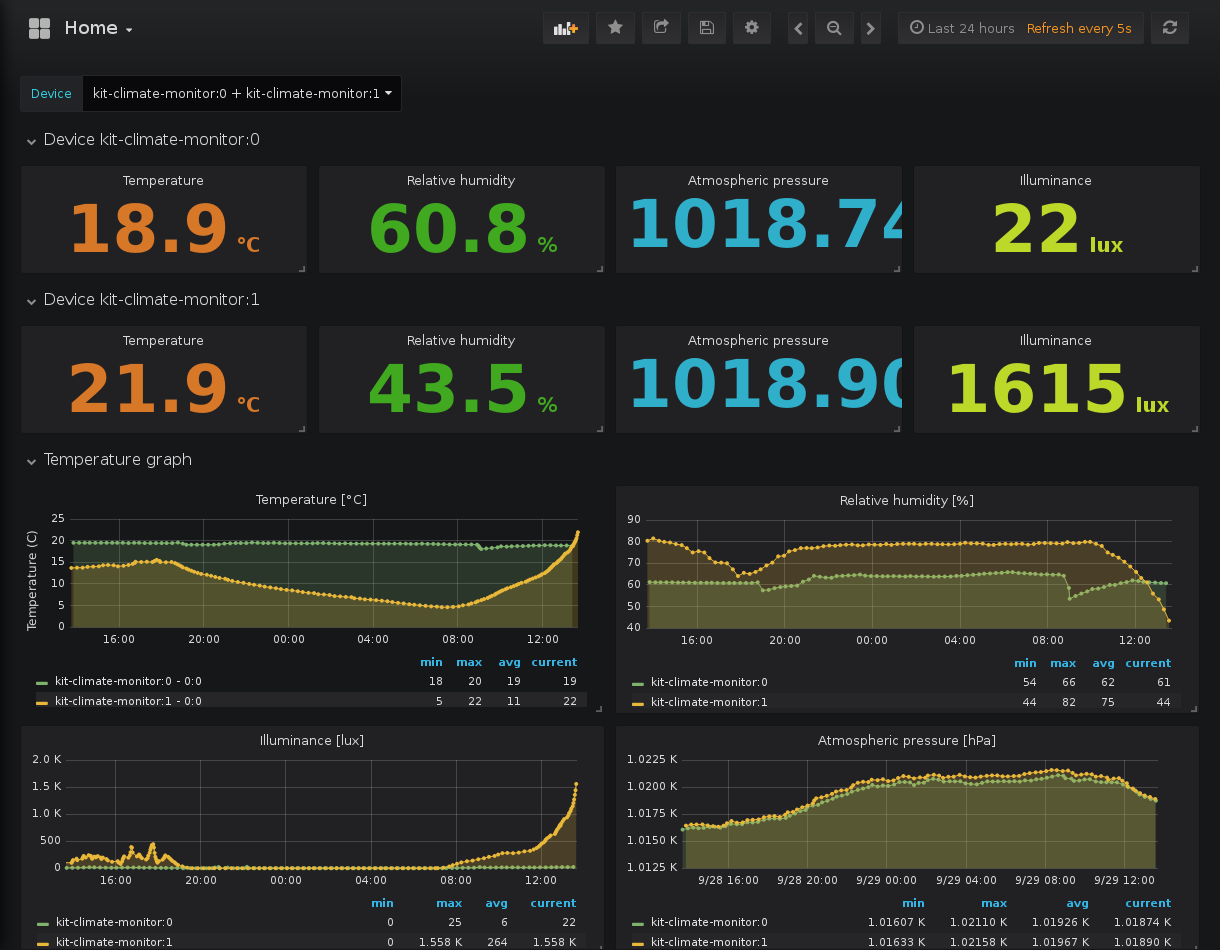 Home
Last 24 hours Refresh every 5s
Device kit-climate-monitor:0 + kit-climate-monitor:1
Device kit-climate-monitor:0
Temperature Relative humidity Atmospheric pressure Illuminance
18.9 °C 60.8 % 1018.74 22 lux
Device kit-climate-monitor:1
Temperature Relative humidity Atmospheric pressure Illuminance
21.9 °C 43.5 % 1018.90 1615 lux
Temperature graph
Temperature [°C]
Temperature (C)
25
20
15
10
5
0
16:00 20:00 00:00 04:00 08:00 12:00
min max avg current
kit-climate-monitor:0 - 0:0 18 20 19 19
kit-climate-monitor:1 - 0:0 5 22 11 22
Relative humidity [%]
90
80
70
60
50
40
16:00 20:00 00:00 04:00 08:00 12:00
min max avg current
kit-climate-monitor:0 54 66 62 61
kit-climate-monitor:1 44 82 75 44
Illuminance [lux]
2.0 K
1.5 K
1.0 K
500
0
16:00 20:00 00:00 04:00 08:00 12:00
min max avg current
kit-climate-monitor:0 0 25 6 22
kit-climate-monitor:1 0 1.558 K 264 1.558 K
Atmospheric pressure [hPa]
1.0225 K
1.0200 K
1.0175 K
1.0150 K
1.0125 K
9/28 16:00 9/28 20:00 9/29 00:00 9/29 04:00 9/29 08:00 9/29 12:00
min max avg current
kit-climate-monitor:0 1.01607 K 1.02110 K 1.01926 K 1.01874 K
kit-climate-monitor:1 1.01633 K 1.02158 K 1.01967 K 1.01890 K